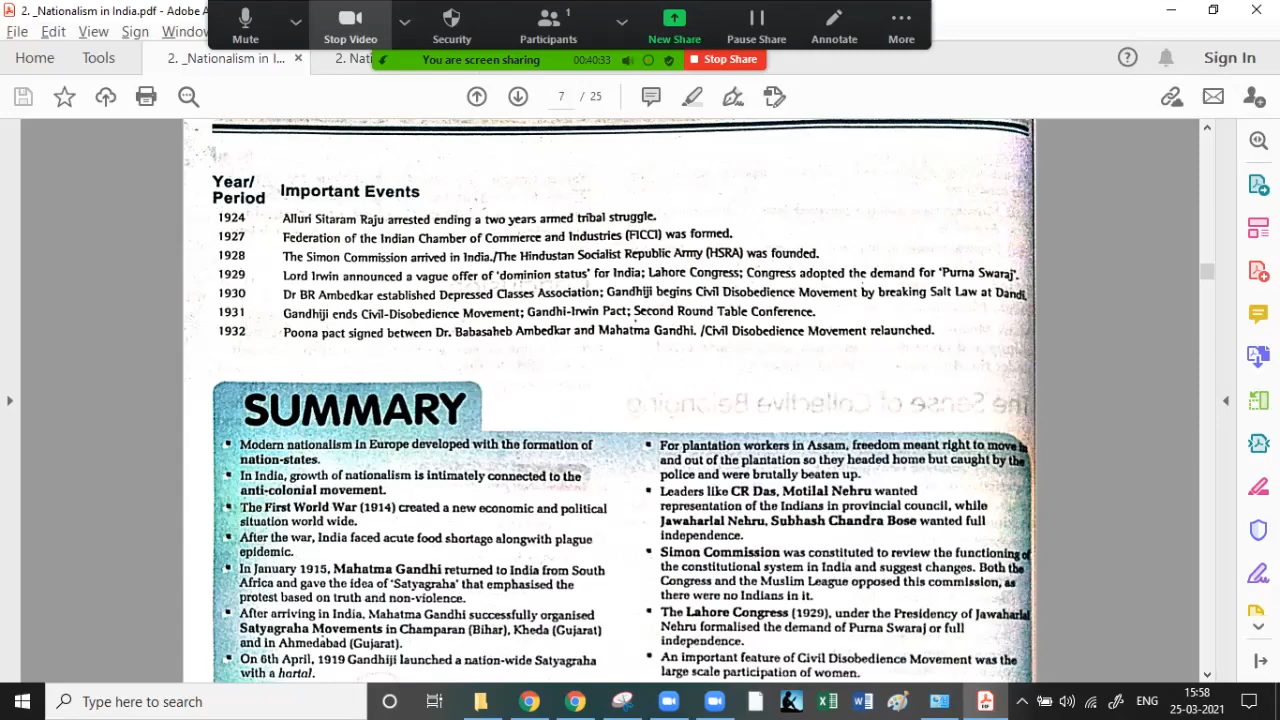 2. _Nationalism in India.pdf - Adobe A
File Edit View Sign Window
Mute
Stop Video
Security
1
Participants
New Share
Pause Share
Annotate
More
You are screen sharing 00:40:33 Stop Share
Home Tools 2. _Nationalism in I... × Sign In
7 / 25
Year/
Period Important Events
1924 Alluri Sitaram Raju arrested ending a two years armed tribal struggle.
1927 Federation of the Indian Chamber of Commerce and Industries (FICCI) was formed.
1928 The Simon Commission arrived in India./The Hindustan Socialist Republic Army (HSRA) was founded.
1929 Lord Irwin announced a vague offer of 'dominion status' for India; Lahore Congress; Congress adopted the demand for 'Purna Swaraj'.
1930 Dr BR Ambedkar established Depressed Classes Association; Gandhiji begins Civil Disobedience Movement by breaking Salt Law at Dandi.
1931 Gandhiji ends Civil-Disobedience Movement; Gandhi-Irwin Pact; Second Round Table Conference.
1932 Poona pact signed between Dr. Babasaheb Ambedkar and Mahatma Gandhi. /Civil Disobedience Movement relaunched.
SUMMARY
Modern nationalism in Europe developed with the formation of
nation-states.
In India, growth of nationalism is intimately connected to the
anti-colonial movement.
The First World War (1914) created a new economic and political
situation world wide.
After the war, India faced acute food shortage alongwith plague
epidemic.
In January 1915, Mahatma Gandhi returned to India from South
Africa and gave the idea of 'Satyagraha' that emphasised the
protest based on truth and non-violence.
After arriving in India, Mahatma Gandhi successfully organised
Satyagraha Movements in Champaran (Bihar), Kheda (Gujarat)
and in Ahmedabad (Gujarat).
On 6th April, 1919 Gandhiji launched a nation-wide Satyagraha
with a hartal.
For plantation workers in Assam, freedom meant right to move in
and out of the plantation so they headed home but caught by the
police and were brutally beaten up.
Leaders like CR Das, Motilal Nehru wanted
representation of the Indians in provincial council, while
Jawaharlal Nehru, Subhash Chandra Bose wanted full
independence.
Simon Commission was constituted to review the functioning of
the constitutional system in India and suggest changes. Both the
Congress and the Muslim League opposed this commission, as
there were no Indians in it.
The Lahore Congress (1929), under the Presidency of Jawaharlal
Nehru formalised the demand of Purna Swaraj or full
independence.
An important feature of Civil Disobedience Movement was the
large scale participation of women.
Type here to search
ENG
15:58
25-03-2021